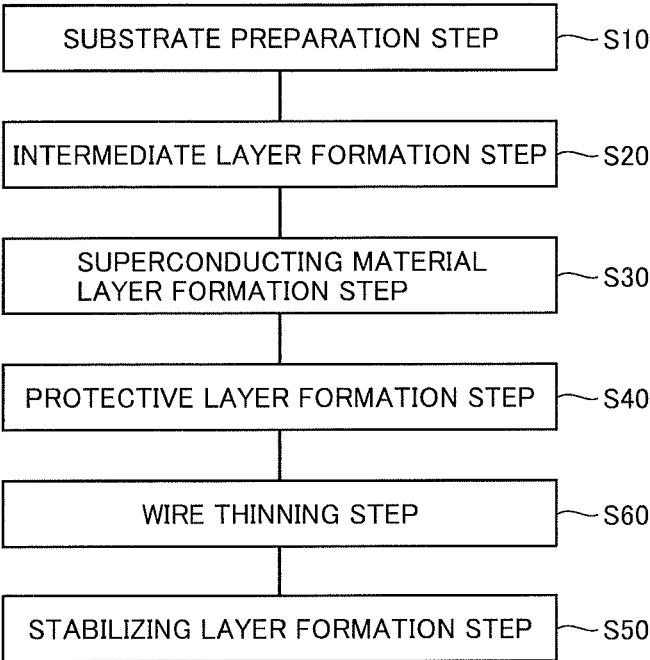 SUBSTRATE PREPARATION STEP S10
INTERMEDIATE LAYER FORMATION STEP S20
SUPERCONDUCTING MATERIAL
LAYER FORMATION STEP S30
PROTECTIVE LAYER FORMATION STEP S40
WIRE THINNING STEP S60
STABILIZING LAYER FORMATION STEP S50